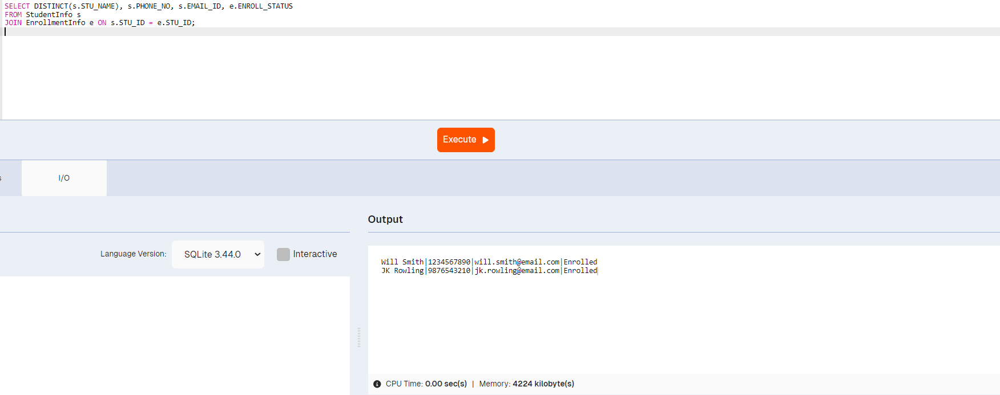 SELECT DISTINCT(s.STU_NAME), s.PHONE_NO, s.EMAIL_ID, e.ENROLL_STATUS
FROM StudentInfo s
JOIN EnrollmentInfo e ON s.STU_ID = e.STU_ID;
Execute
s
I/O
Output
Language Version:
SQLite 3.44.0
Interactive
Will Smith|1234567890|will.smith@email.com|Enrolled
JK Rowling|9876543210|jk.rowling@email.com|Enrolled
CPU Time: 0.00 sec(s) | Memory: 4224 kilobyte(s)